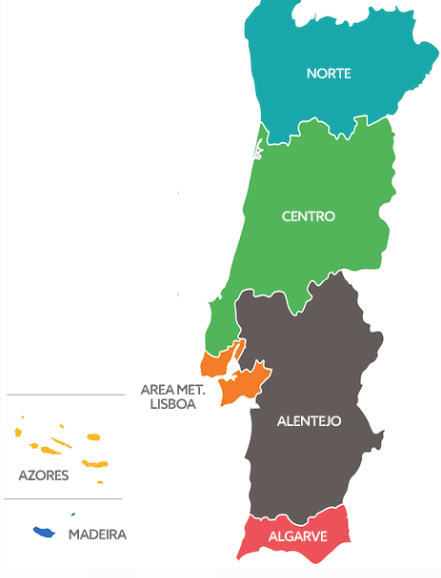 NORTE
CENTRO
AREA MET.
LISBOA
ALENTEJO
AZORES
MADEIRA
ALGARVE